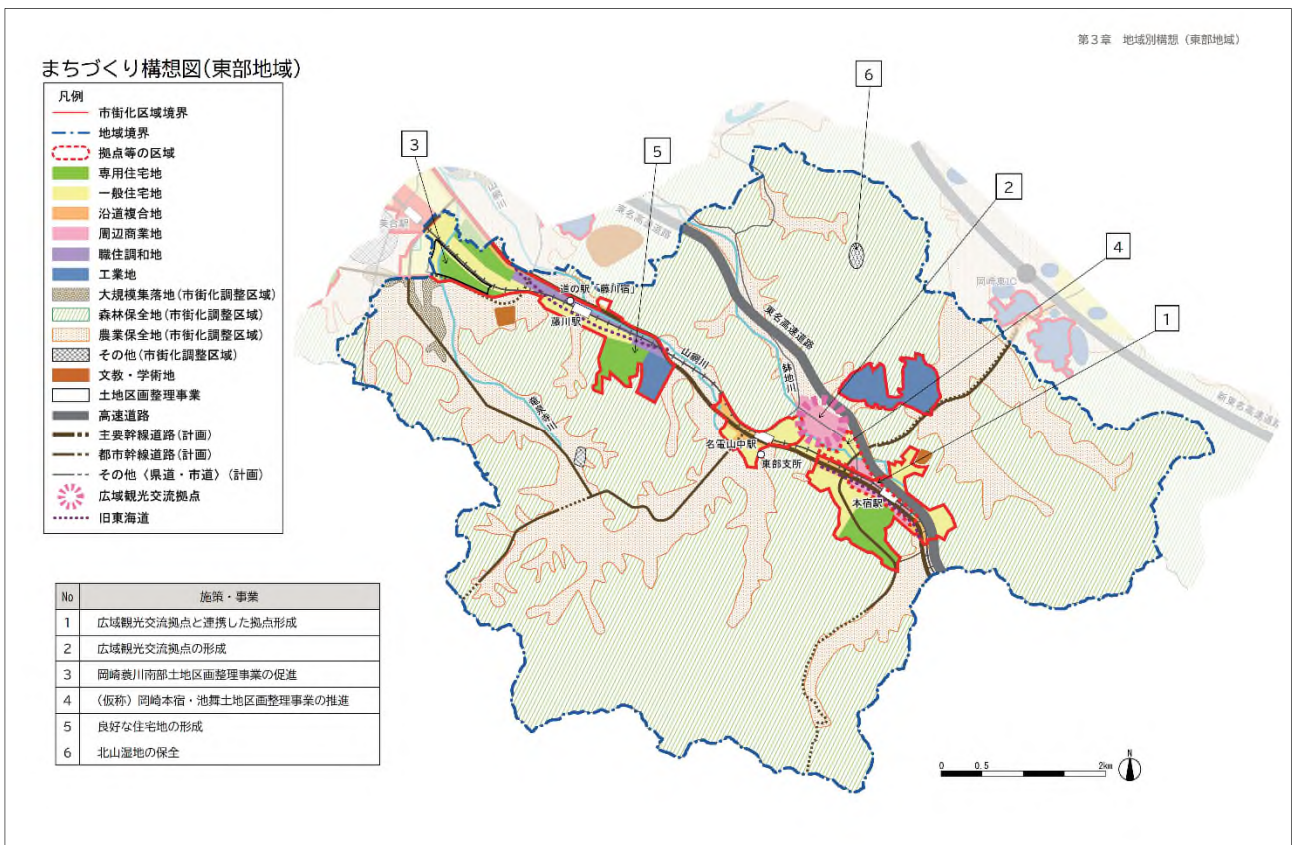 第3章 地域別構想(東部地域)
まちづくり構想図(東部地域)
凡例
市街化区域境界
地域境界
拠点等の区域
専用住宅地
一般住宅地
沿道複合地
周辺商業地
職住調和地
工業地
大規模集落地(市街化調整区域)
森林保全地(市街化調整区域)
農業保全地(市街化調整区域)
その他(市街化調整区域)
文教・学術地
土地区画整理事業
高速道路
主要幹線道路(計画)
都市幹線道路(計画)
その他〈県道・市道〉(計画)
広域観光交流拠点
旧東海道
6
3
5
2
4
1
美合駅
山綱川
東名高速道路
岡崎東IC
道の駅「藤川宿」
藤川駅
東名高速道路
山綱川
鉢地川
新東名高速道路
名電山中駅
東部支所
本宿駅
No 施策・事業
1 広域観光交流拠点と連携した拠点形成
2 広域観光交流拠点の形成
3 岡崎蓑川南部土地区画整理事業の促進
4 (仮称)岡崎本宿・池舞土地区画整理事業の推進
5 良好な住宅地の形成
6 北山湿地の保全
0 0.5 2km
N